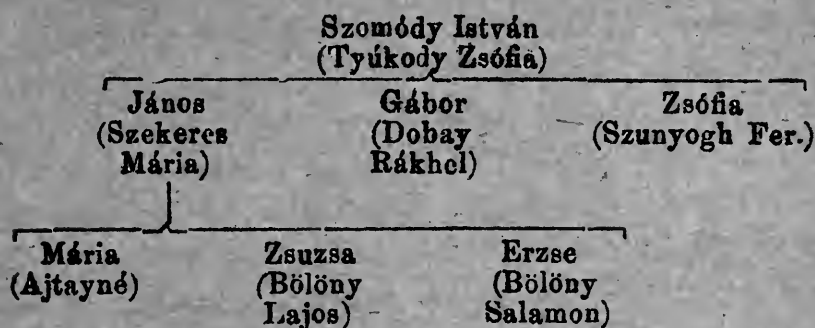 Szomódy István
(Tyúkody Zsófia)
János Gábor Zsófia
(Szekeres (Dobay (Szunyogh Fer.)
Mária) Rákhel)
Mária Zsuzsa Erzse
(Ajtayné) (Bölöny (Bölöny
Lajos) Salamon)